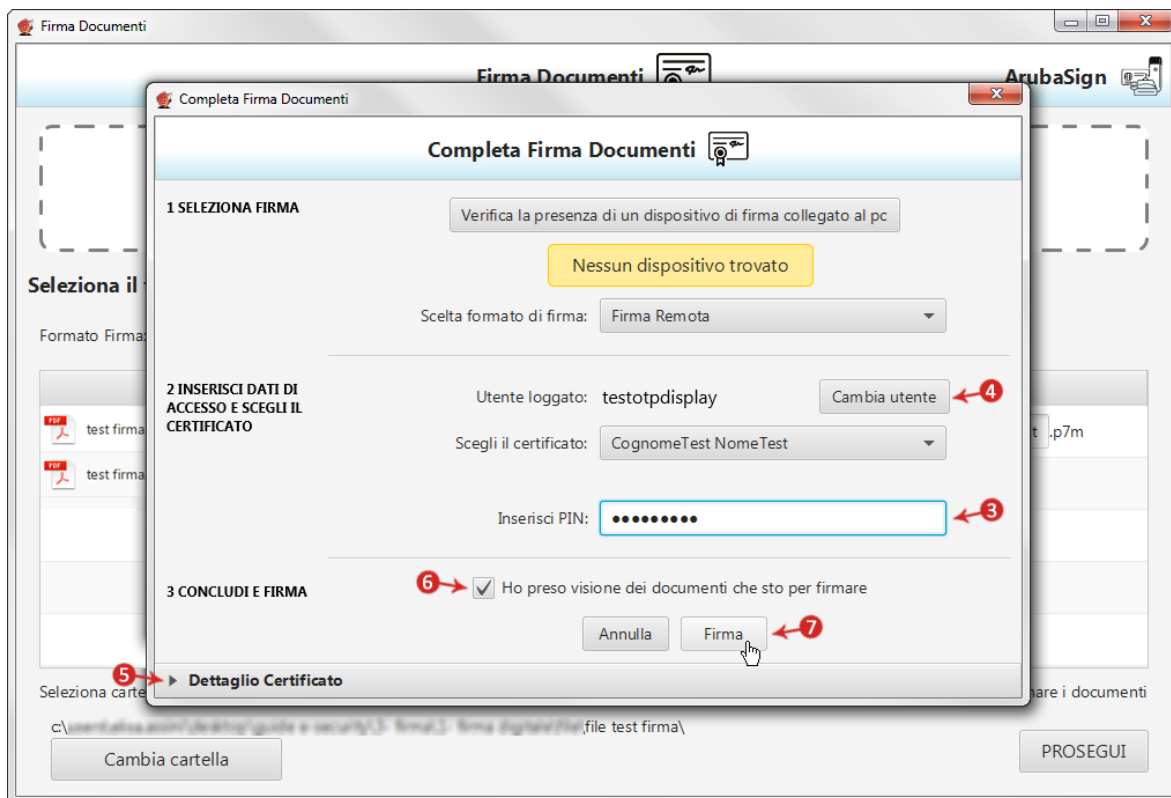 Firma Documenti
Firma Documenti
ArubaSign
Completa Firma Documenti
Completa Firma Documenti
1 SELEZIONA FIRMA
Verifica la presenza di un dispositivo di firma collegato al pc
Nessun dispositivo trovato
Scelta formato di firma: Firma Remota
2 INSERISCI DATI DI
ACCESSO E SCEGLI IL
CERTIFICATO
Utente loggato: testotpdisplay Cambia utente 4
Scegli il certificato: CognomeTest NomeTest
Inserisci PIN: ••••••••• 3
3 CONCLUDI E FIRMA
6 Ho preso visione dei documenti che sto per firmare
Annulla Firma 7
5 Dettaglio Certificato
Seleziona il
Formato Firma:
PDF test firma .p7m
PDF test firma
Seleziona carte
i documenti
c:\ \file test firma\
Cambia cartella
PROSEGUI